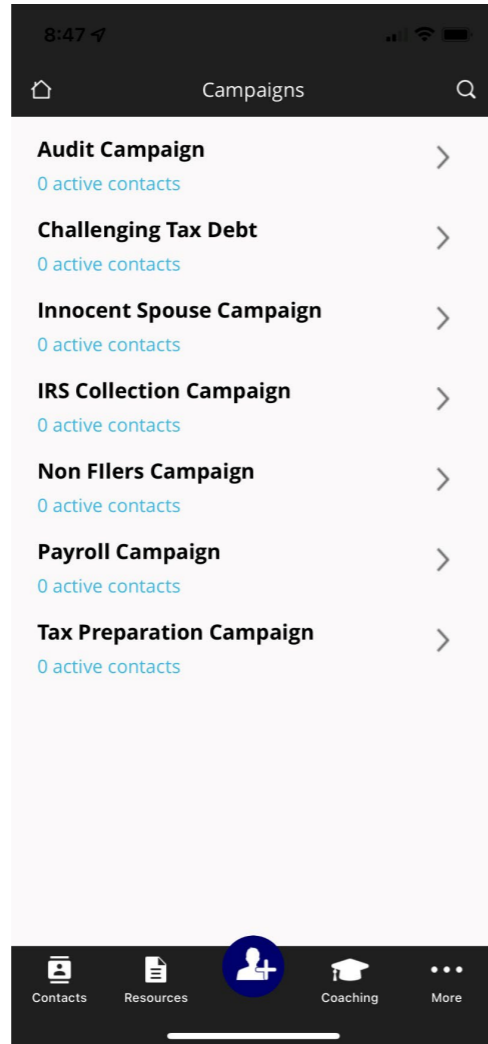 8:47
Campaigns
Audit Campaign
0 active contacts
Challenging Tax Debt
0 active contacts
Innocent Spouse Campaign
0 active contacts
IRS Collection Campaign
0 active contacts
Non FIlers Campaign
0 active contacts
Payroll Campaign
0 active contacts
Tax Preparation Campaign
0 active contacts
Contacts Resources Coaching More